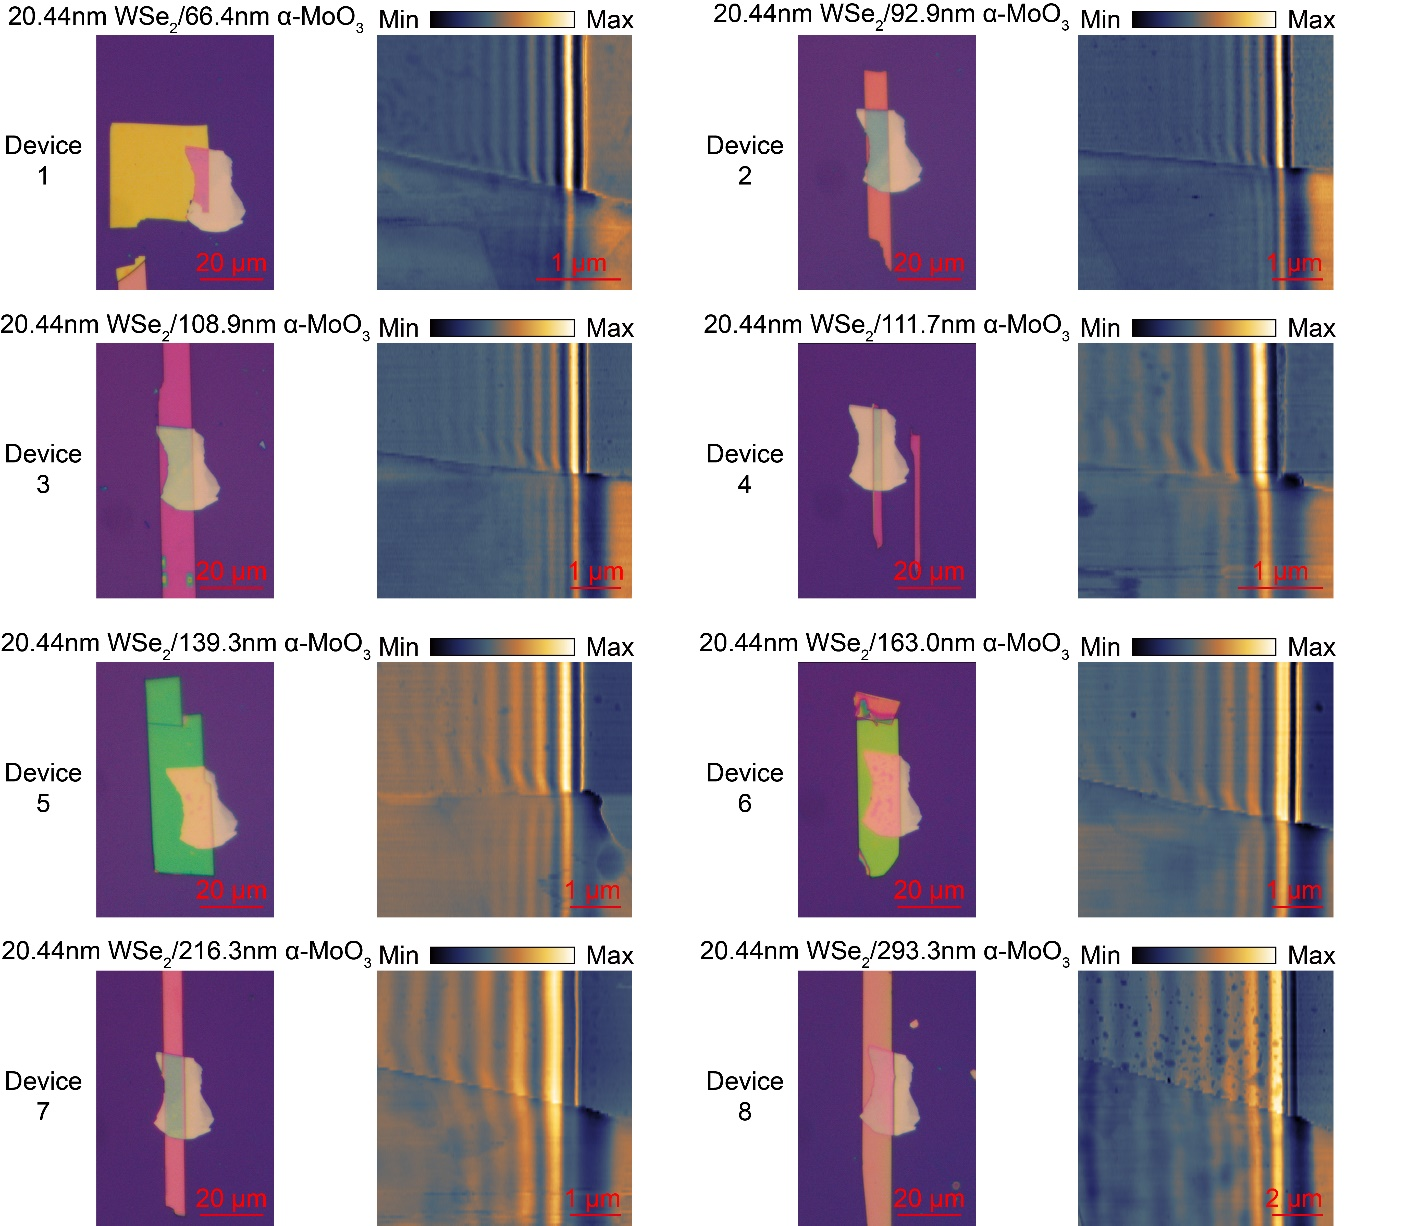 20.44nm WSe₂/66.4nm α-MoO₃ Min Max
Device
1
20 μm
1 μm
20.44nm WSe₂/92.9nm α-MoO₃ Min Max
Device
2
20 μm
1 μm
20.44nm WSe₂/108.9nm α-MoO₃ Min Max
Device
3
20 μm
1 μm
20.44nm WSe₂/111.7nm α-MoO₃ Min Max
Device
4
20 μm
1 μm
20.44nm WSe₂/139.3nm α-MoO₃ Min Max
Device
5
20 μm
1 μm
20.44nm WSe₂/163.0nm α-MoO₃ Min Max
Device
6
20 μm
1 μm
20.44nm WSe₂/216.3nm α-MoO₃ Min Max
Device
7
20 μm
1 μm
20.44nm WSe₂/293.3nm α-MoO₃ Min Max
Device
8
20 μm
2 μm